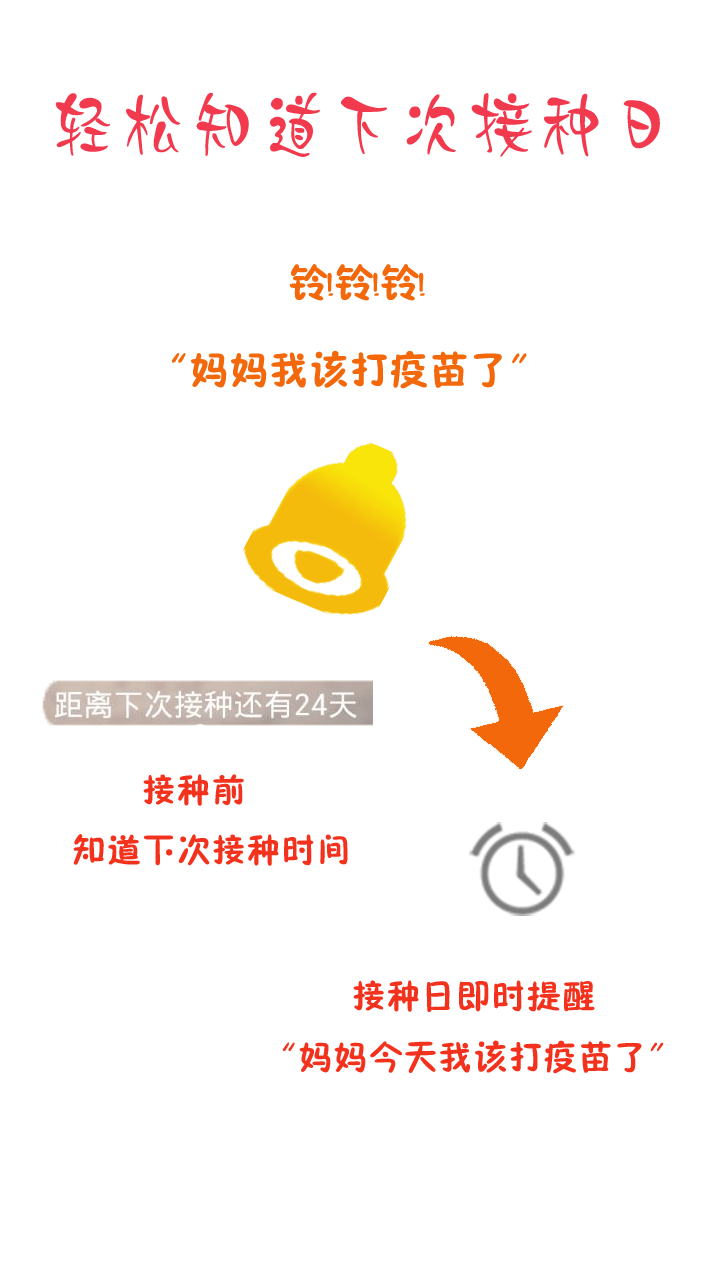 轻松知道下次接种日
铃!铃!铃!
“妈妈我该打疫苗了”
距离下次接种还有24天
接种前
知道下次接种时间
接种日即时提醒
“妈妈今天我该打疫苗了”